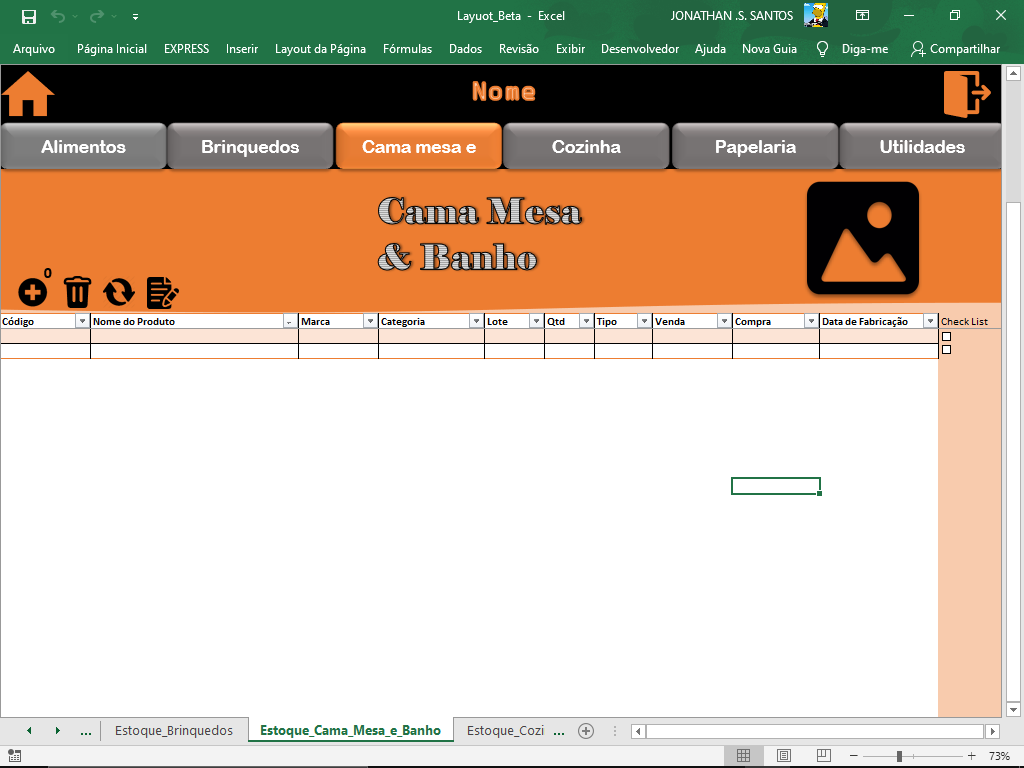 Layuot_Beta - Excel
JONATHAN .S. SANTOS
Arquivo Página Inicial EXPRESS Inserir Layout da Página Fórmulas Dados Revisão Exibir Desenvolvedor Ajuda Nova Guia Diga-me Compartilhar
Nome
Alimentos Brinquedos Cama mesa e Cozinha Papelaria Utilidades
Cama Mesa
& Banho
0
Código Nome do Produto Marca Categoria Lote Qtd Tipo Venda Compra Data de Fabricação Check List
... Estoque_Brinquedos Estoque_Cama_Mesa_e_Banho Estoque_Cozi ...
73%